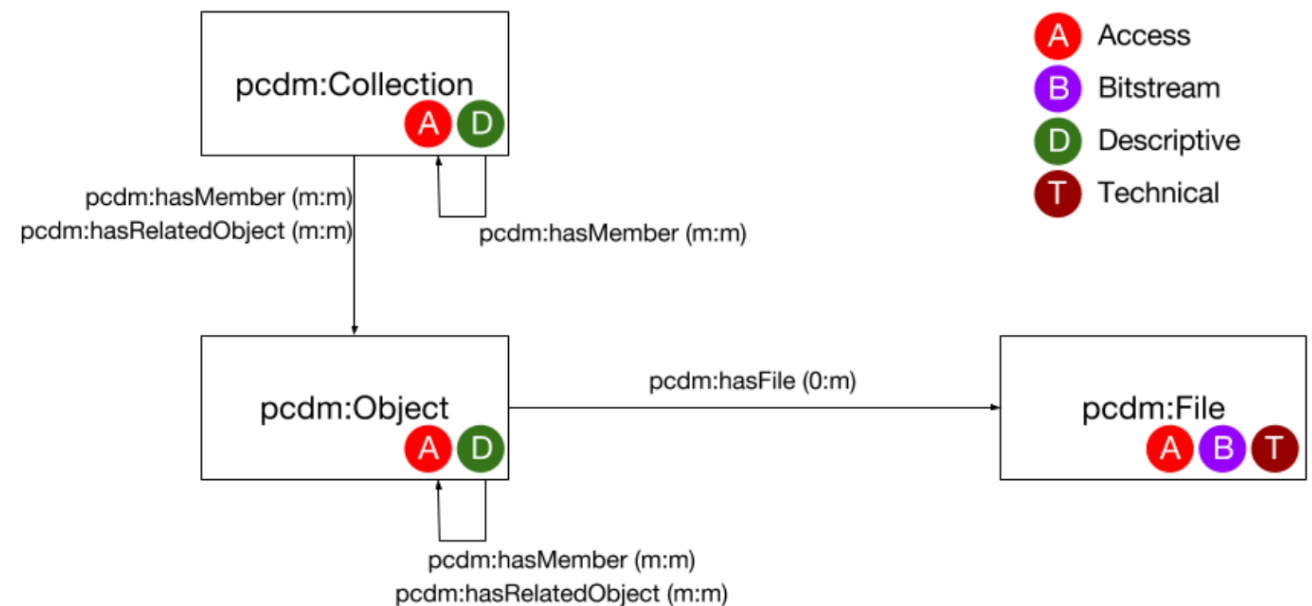 pcdm:Collection
A D
A Access
B Bitstream
D Descriptive
T Technical
pcdm:hasMember (m:m)
pcdm:hasRelatedObject (m:m)
pcdm:hasMember (m:m)
pcdm:Object
A D
pcdm:hasFile (0:m)
pcdm:File
A B T
pcdm:hasMember (m:m)
pcdm:hasRelatedObject (m:m)